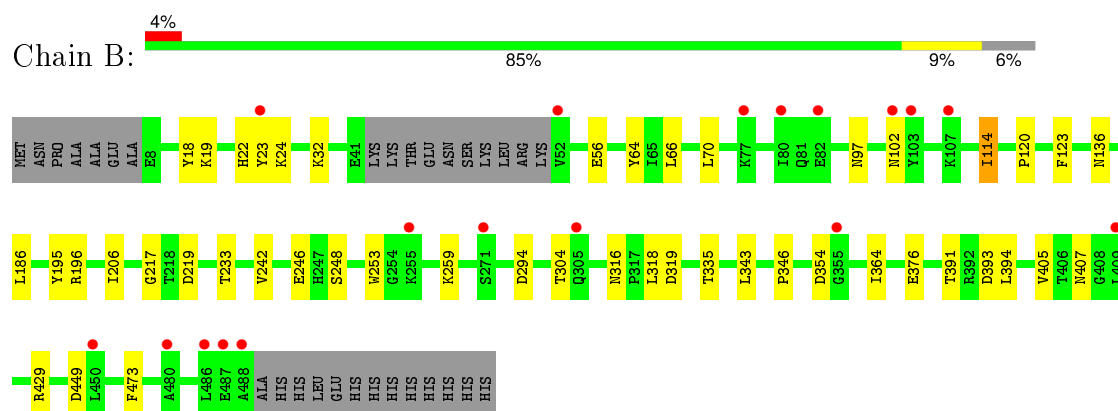 4%
Chain B:
85% 9% 6%
MET ASN PRO ALA ALA GLU ALA E8 Y18 K19 H22 Y23 K24 K32 E41 LYS LYS THR GLU ASN SER LYS LEU ARG LYS V52 E56 Y64 I65 L66 L70 K77 I80 Q81 E82 N97 N102 Y103 K107 I114 P120 F123 N136
L186 Y195 R196 I206 G217 T218 D219 T233 V242 E246 H247 S248 W253 G254 K255 K259 S271 D294 T304 Q305 N316 P317 L318 D319 T335 L343 P346 D354 G355 I364 E376 T391 R392 D393 L394 V405 T406 N407 G408 L409
R429 D449 L450 F473 A480 L486 E487 A488 ALA HIS HIS LEU GLU HIS HIS HIS HIS HIS HIS HIS HIS HIS